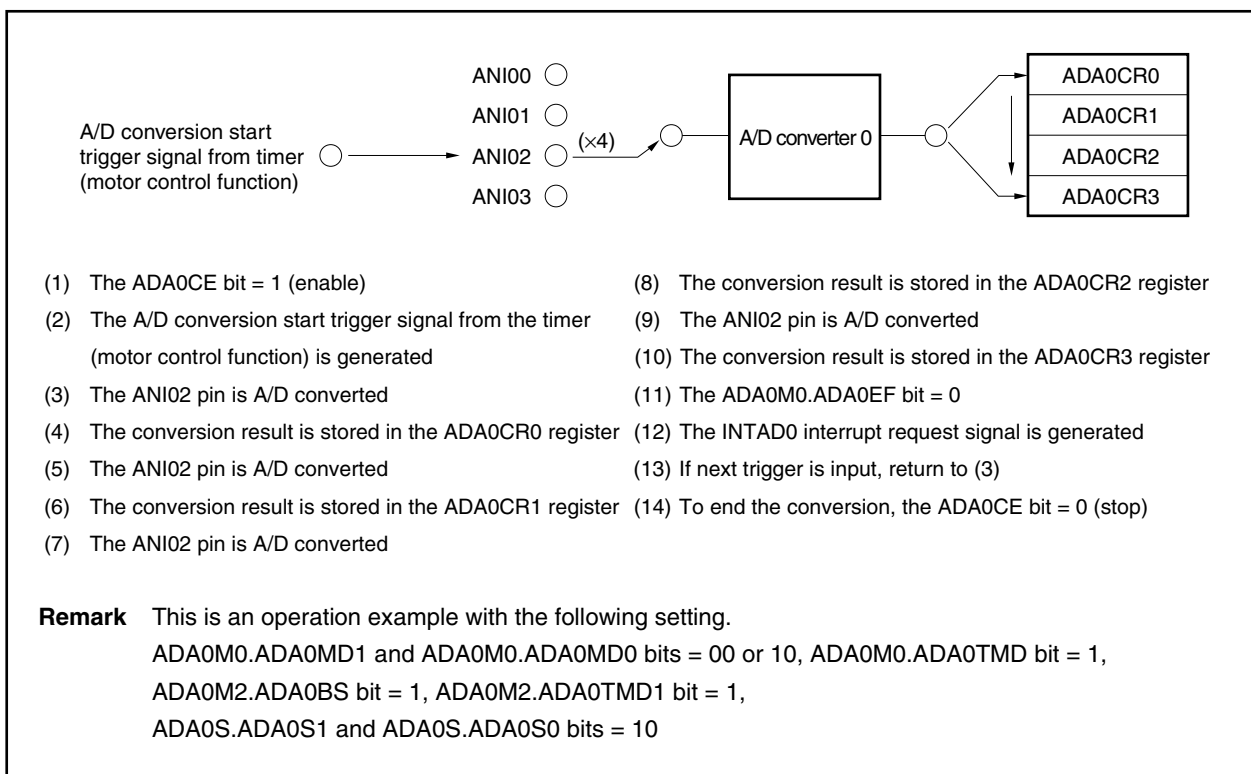 ANI00
ANI01
A/D conversion start
trigger signal from timer
(motor control function)
ANI02
(×4)
ANI03
A/D converter 0
ADA0CR0
ADA0CR1
ADA0CR2
ADA0CR3
(1) The ADA0CE bit = 1 (enable)
(2) The A/D conversion start trigger signal from the timer
(motor control function) is generated
(3) The ANI02 pin is A/D converted
(4) The conversion result is stored in the ADA0CR0 register
(5) The ANI02 pin is A/D converted
(6) The conversion result is stored in the ADA0CR1 register
(7) The ANI02 pin is A/D converted
(8) The conversion result is stored in the ADA0CR2 register
(9) The ANI02 pin is A/D converted
(10) The conversion result is stored in the ADA0CR3 register
(11) The ADA0M0.ADA0EF bit = 0
(12) The INTAD0 interrupt request signal is generated
(13) If next trigger is input, return to (3)
(14) To end the conversion, the ADA0CE bit = 0 (stop)
Remark This is an operation example with the following setting.
ADA0M0.ADA0MD1 and ADA0M0.ADA0MD0 bits = 00 or 10, ADA0M0.ADA0TMD bit = 1,
ADA0M2.ADA0BS bit = 1, ADA0M2.ADA0TMD1 bit = 1,
ADA0S.ADA0S1 and ADA0S.ADA0S0 bits = 10